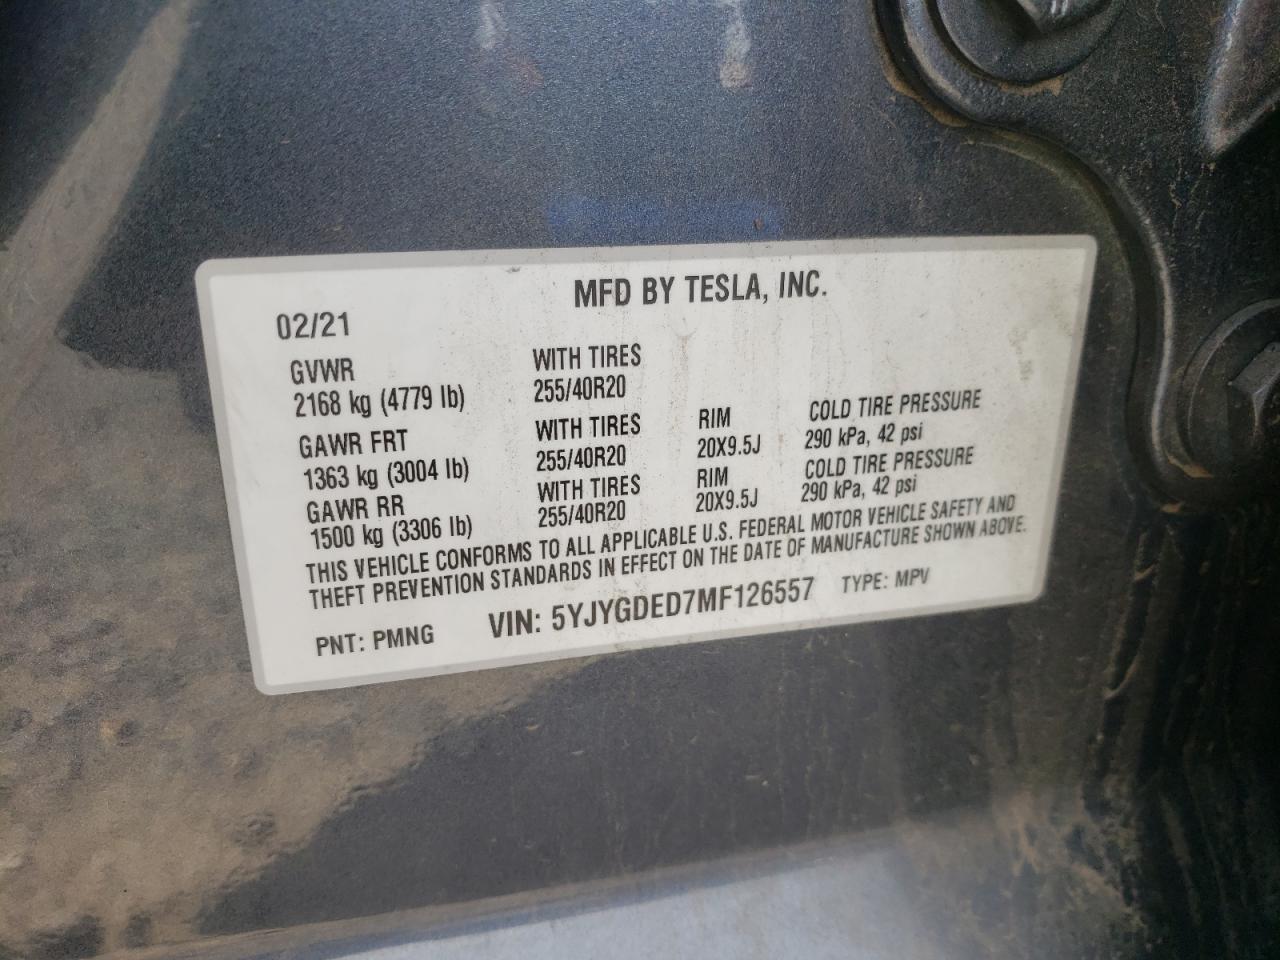 MFD BY TESLA, INC.
02/21
GVWR WITH TIRES
2168 kg (4779 lb) 255/40R20
GAWR FRT WITH TIRES RIM COLD TIRE PRESSURE
1363 kg (3004 lb) 255/40R20 20X9.5J 290 kPa, 42 psi
GAWR RR WITH TIRES RIM COLD TIRE PRESSURE
1500 kg (3306 lb) 255/40R20 20X9.5J 290 kPa, 42 psi
THIS VEHICLE CONFORMS TO ALL APPLICABLE U.S. FEDERAL MOTOR VEHICLE SAFETY AND
THEFT PREVENTION STANDARDS IN EFFECT ON THE DATE OF MANUFACTURE SHOWN ABOVE.
PNT: PMNG VIN: 5YJYGDED7MF126557 TYPE: MPV